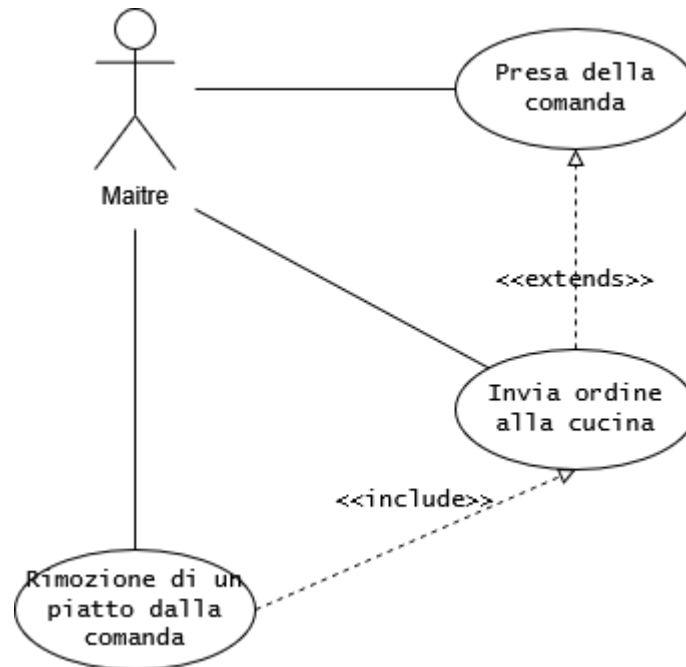 Presa della
comanda
Maitre
<<extends>>
Invia ordine
alla cucina
<<include>>
Rimozione di un
piatto dalla
comanda